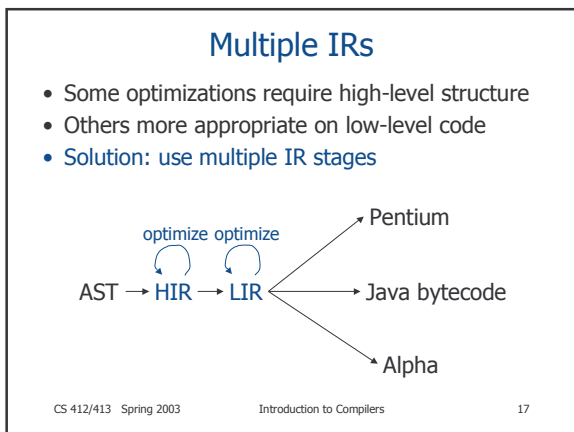 Multiple IRs
• Some optimizations require high-level structure
• Others more appropriate on low-level code
• Solution: use multiple IR stages
Pentium
optimize optimize
AST HIR LIR Java bytecode
Alpha
CS 412/413 Spring 2003 Introduction to Compilers 17